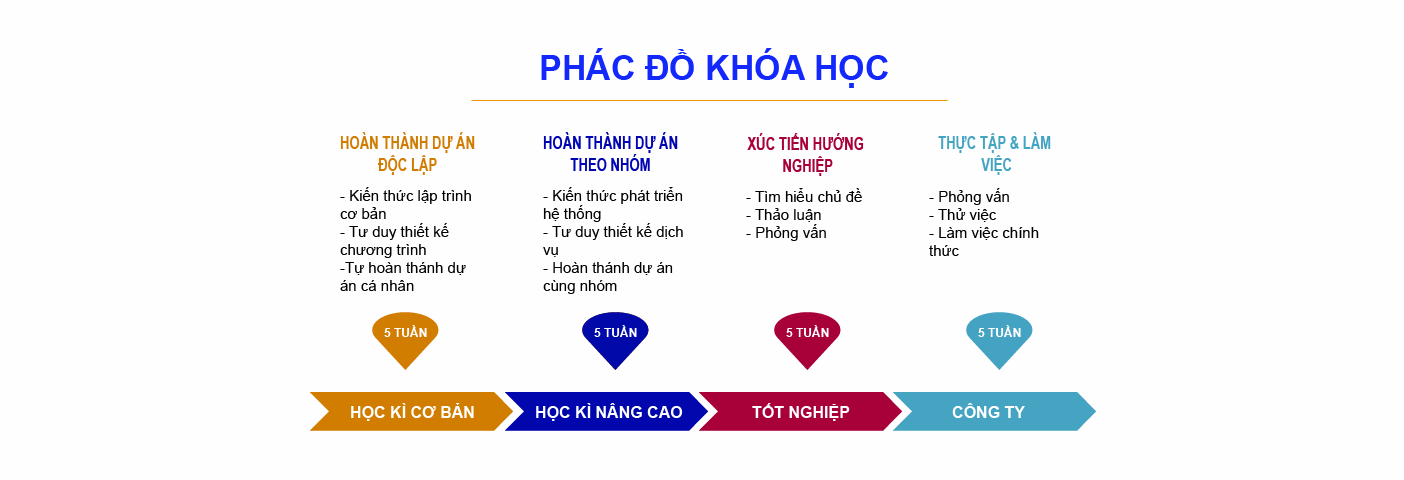 PHÁC ĐỒ KHÓA HỌC
HOÀN THÀNH DỰ ÁN
ĐỘC LẬP
- Kiến thức lập trình
cơ bản
- Tư duy thiết kế
chương trình
-Tự hoàn thánh dự
án cá nhân
5 TUẦN
HỌC KÌ CƠ BẢN
HOÀN THÀNH DỰ ÁN
THEO NHÓM
- Kiến thức phát triển
hệ thống
- Tư duy thiết kế dịch
vụ
- Hoàn thánh dự án
cùng nhóm
5 TUẦN
HỌC KÌ NÂNG CAO
XÚC TIẾN HƯỚNG
NGHIỆP
- Tìm hiểu chủ đề
- Thảo luận
- Phỏng vấn
5 TUẦN
TỐT NGHIỆP
THỰC TẬP & LÀM
VIỆC
- Phỏng vấn
- Thử việc
- Làm việc chính
thức
5 TUẦN
CÔNG TY